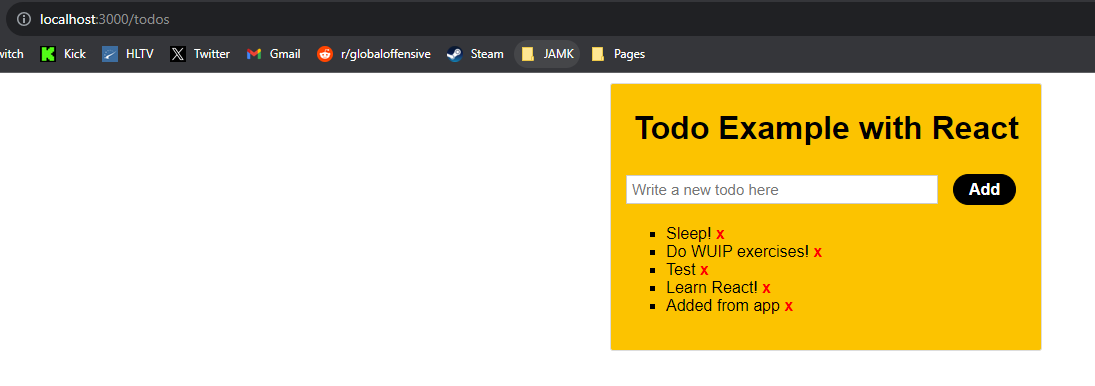 localhost:3000/todos
witch Kick HLTV Twitter Gmail r/globaloffensive Steam JAMK Pages
Todo Example with React
Write a new todo here Add
Sleep! x
Do WUIP exercises! x
Test x
Learn React! x
Added from app x